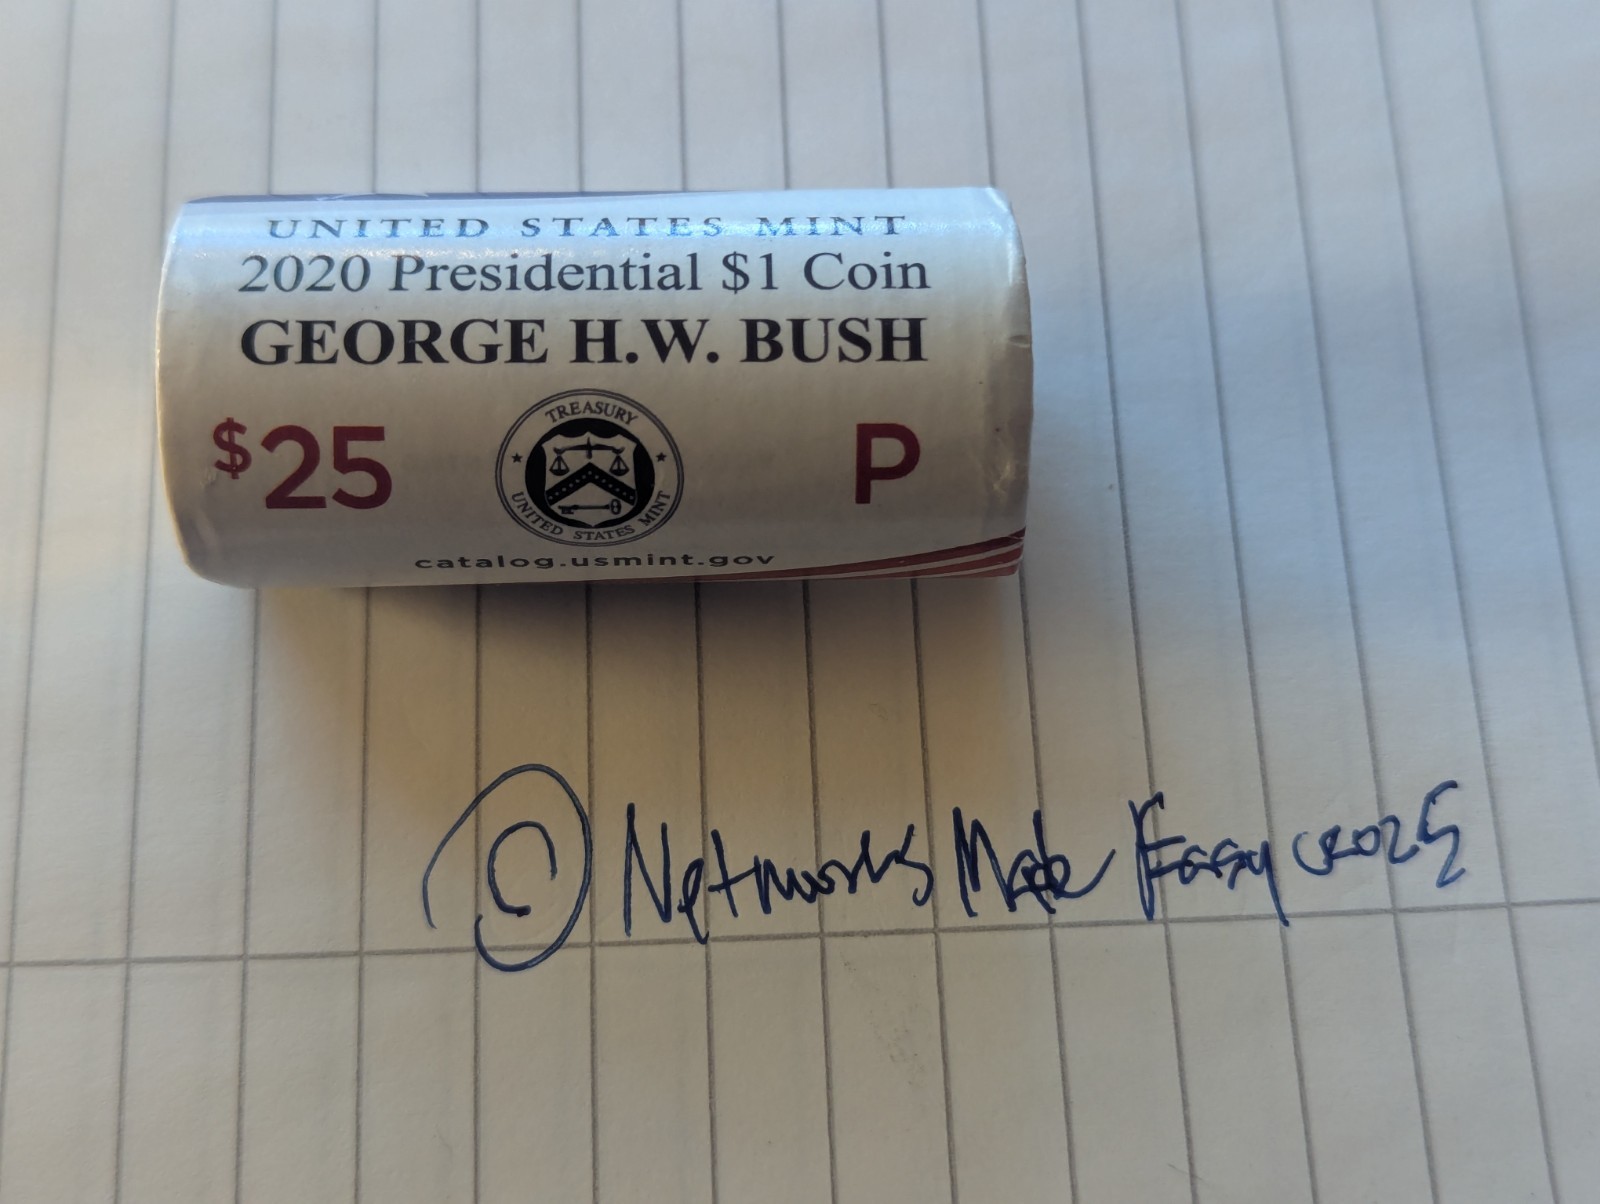 UNITED STATES MINT
2020 Presidential $1 Coin
GEORGE H.W. BUSH
$25 P
TREASURY
UNITED STATES MINT
catalog.usmint.gov
© Networks Made Easy 2025